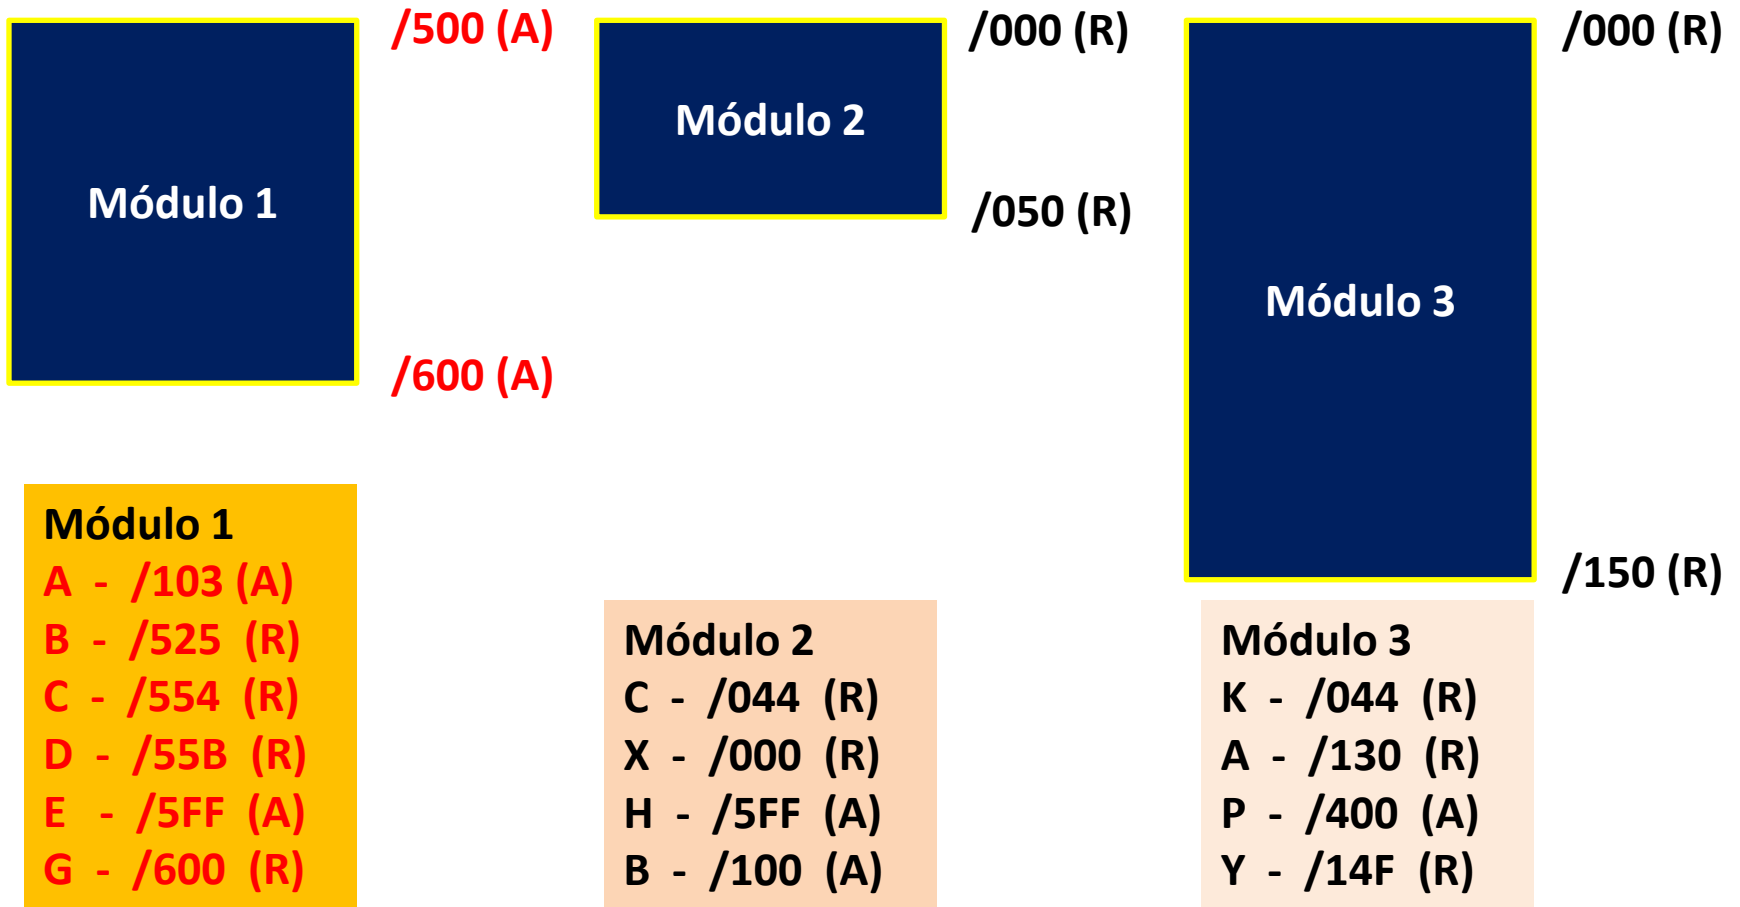 Módulo 1
/500 (A)
/600 (A)
Módulo 2
/000 (R)
/050 (R)
Módulo 3
/000 (R)
/150 (R)
Módulo 1
A - /103 (A)
B - /525 (R)
C - /554 (R)
D - /55B (R)
E - /5FF (A)
G - /600 (R)
Módulo 2
C - /044 (R)
X - /000 (R)
H - /5FF (A)
B - /100 (A)
Módulo 3
K - /044 (R)
A - /130 (R)
P - /400 (A)
Y - /14F (R)